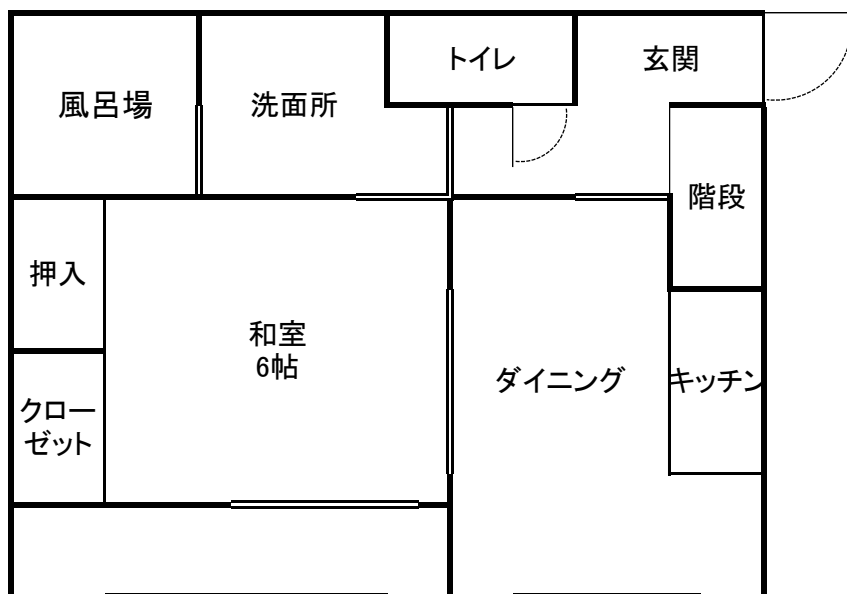 トイレ
玄関
風呂場
洗面所
階段
押入
和室
6帖
ダイニング
キッチン
クロー
ゼット